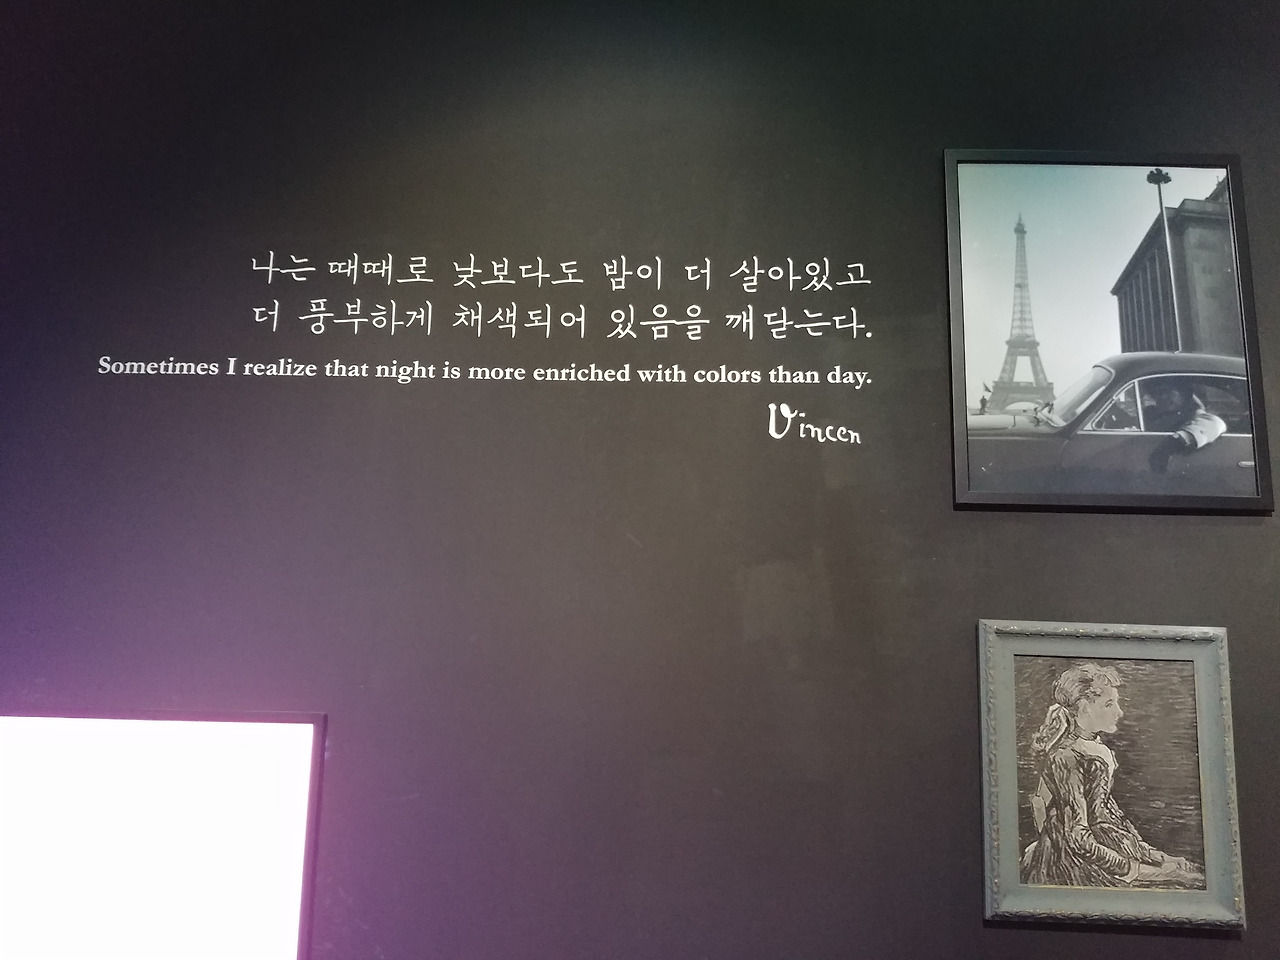 나는 때때로 낮보다도 밤이 더 살아있고
더 풍부하게 채색되어 있음을 깨닫는다.
Sometimes I realize that night is more enriched with colors than day.
Vincen